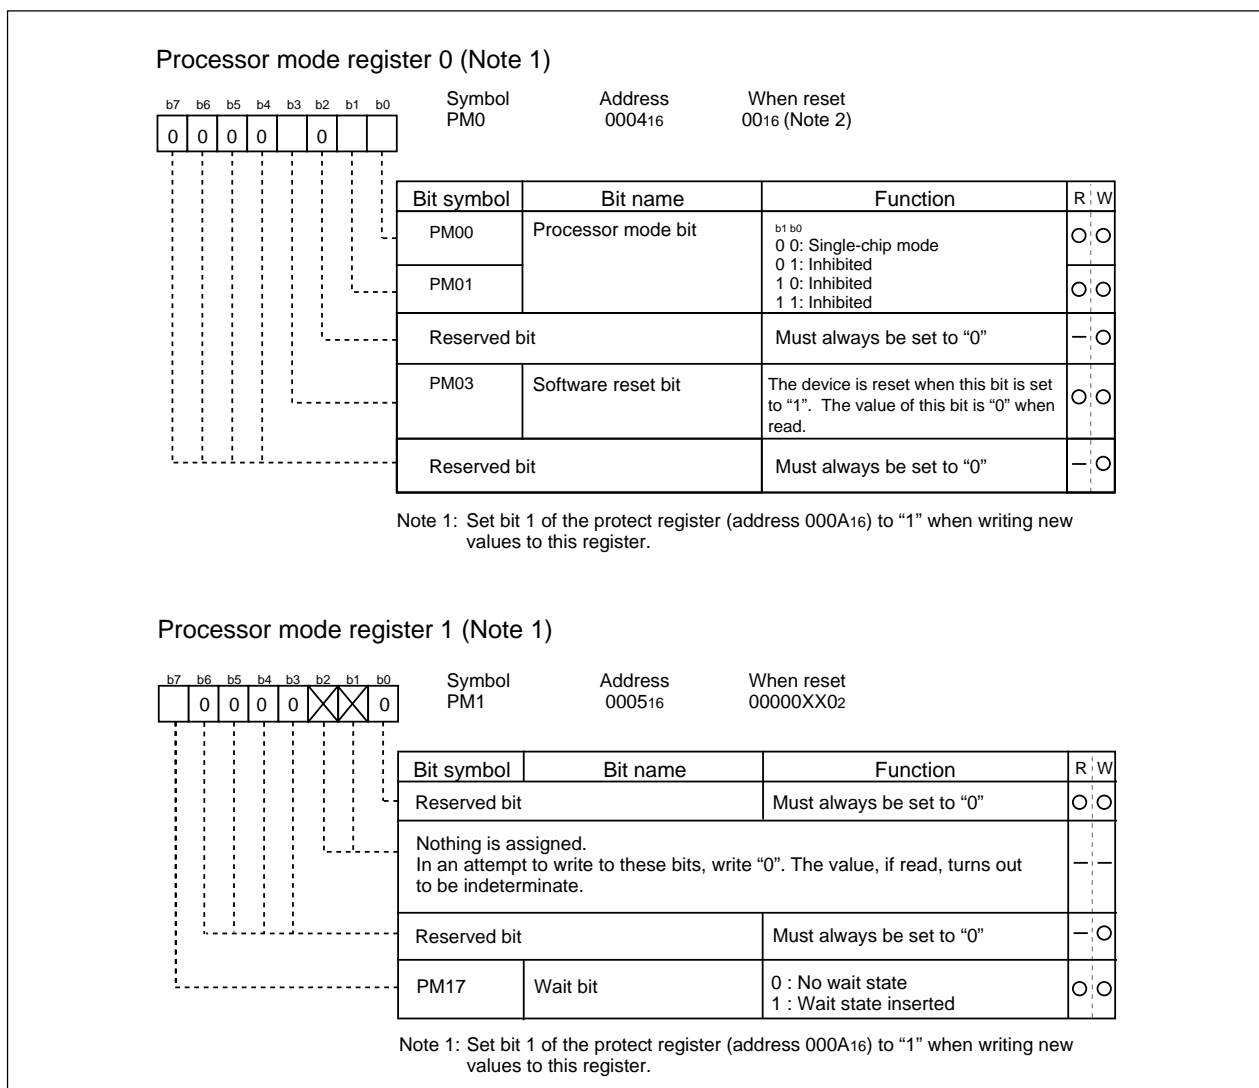 Processor mode register 0 (Note 1)
b7 b6 b5 b4 b3 b2 b1 b0
Symbol Address When reset
PM0 000416 0016 (Note 2)
0 0 0 0 0
Bit symbol Bit name Function R W
PM00 Processor mode bit
b1 b0
0 0: Single-chip mode
0 1: Inhibited
PM01
1 0: Inhibited
1 1: Inhibited
Reserved bit Must always be set to “0”
PM03 Software reset bit
The device is reset when this bit is set
to “1”. The value of this bit is “0” when
read.
Reserved bit Must always be set to “0”
Note 1: Set bit 1 of the protect register (address 000A16) to “1” when writing new
values to this register.
Processor mode register 1 (Note 1)
b7 b6 b5 b4 b3 b2 b1 b0
Symbol Address When reset
PM1 000516 00000XX02
0 0 0 0 0
Bit symbol Bit name Function R W
Reserved bit Must always be set to “0”
Nothing is assigned.
In an attempt to write to these bits, write “0”. The value, if read, turns out
to be indeterminate.
Reserved bit Must always be set to “0”
PM17 Wait bit
0 : No wait state
1 : Wait state inserted
Note 1: Set bit 1 of the protect register (address 000A16) to “1” when writing new
values to this register.